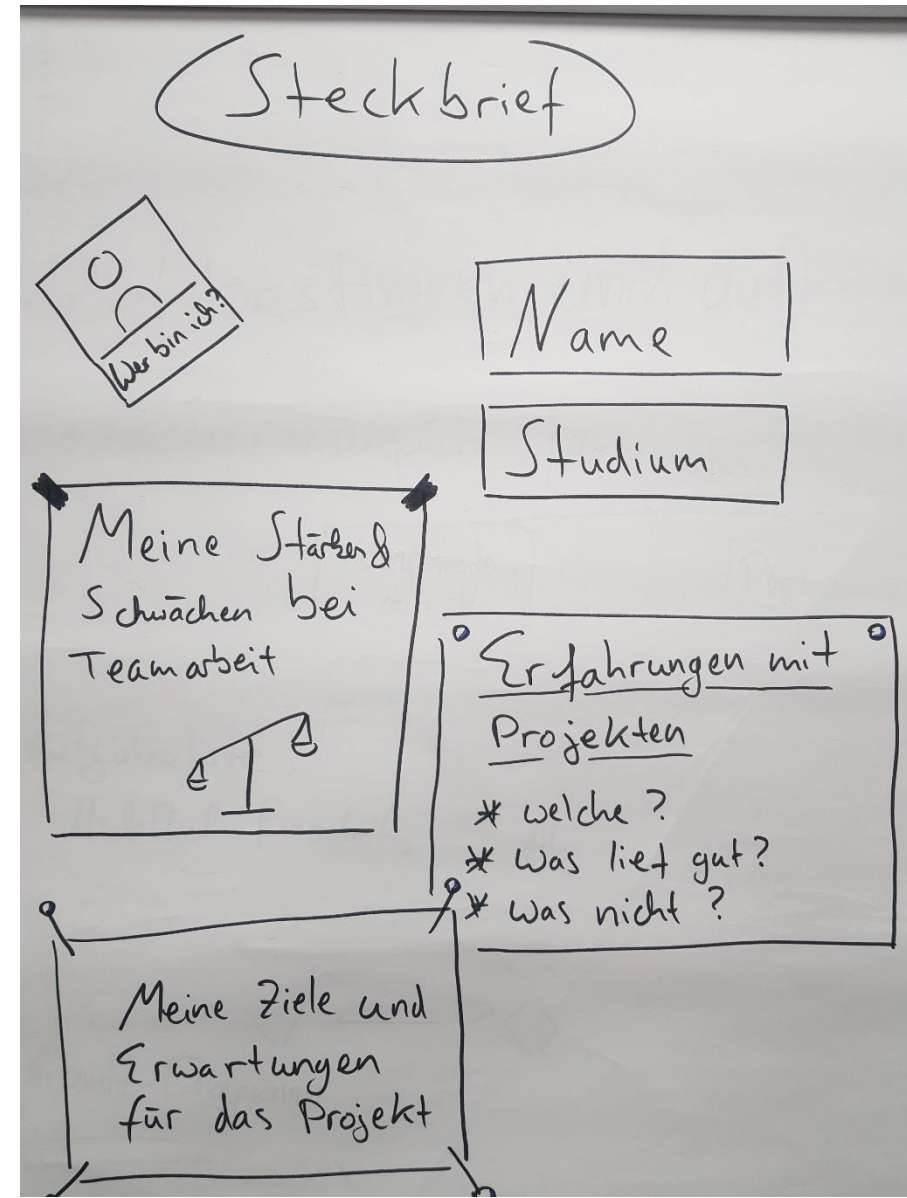 Steckbrief
Wer bin ich?
Name
Studium
Meine Stärken &
Schwächen bei
Teamarbeit
Erfahrungen mit
Projekten
* welche?
* was lief gut?
* was nicht?
Meine Ziele und
Erwartungen
für das Projekt